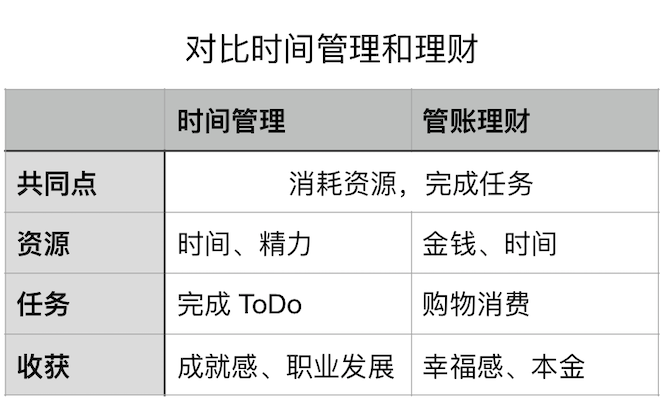 对比时间管理和理财
时间管理 管账理财
共同点 消耗资源，完成任务
资源 时间、精力 金钱、时间
任务 完成 ToDo 购物消费
收获 成就感、职业发展 幸福感、本金